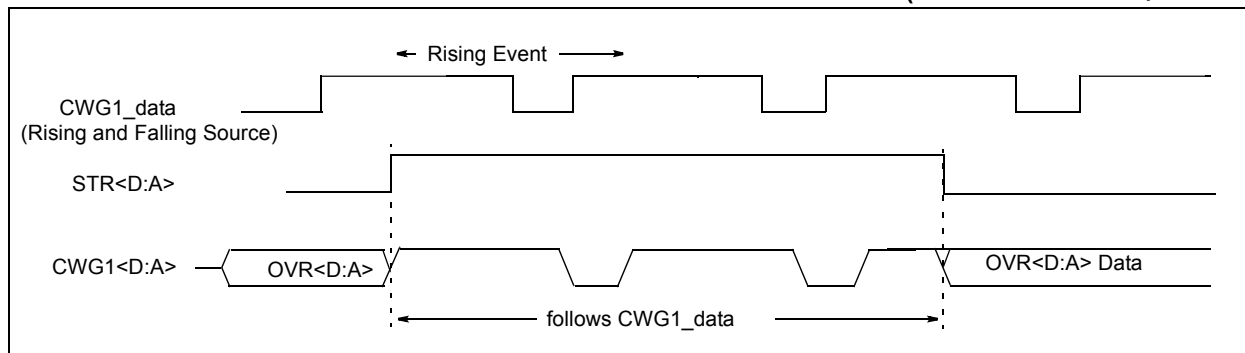 Rising Event
CWG1_data
(Rising and Falling Source)
STR<D:A>
CWG1<D:A>
OVR<D:A>
OVR<D:A> Data
follows CWG1_data